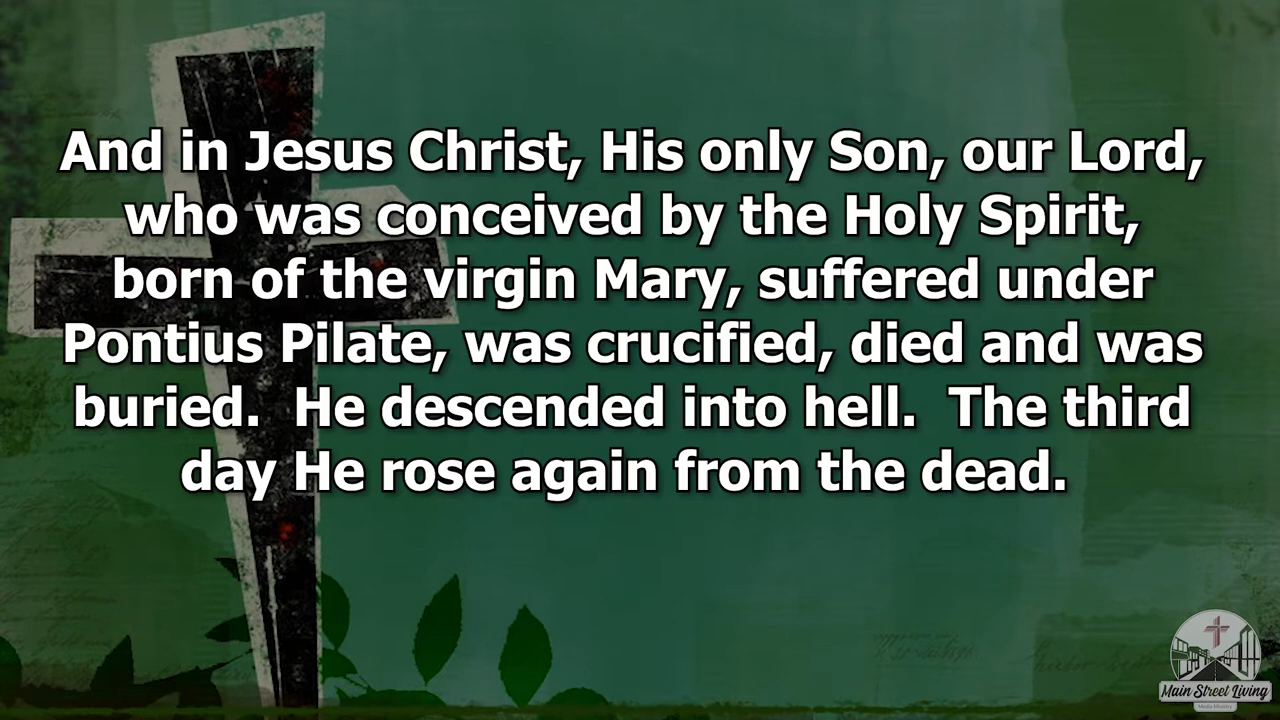 And in Jesus Christ, His only Son, our Lord,
who was conceived by the Holy Spirit,
born of the virgin Mary, suffered under
Pontius Pilate, was crucified, died and was
buried.  He descended into hell.  The third
day He rose again from the dead.
Main Street Living
Media Ministry